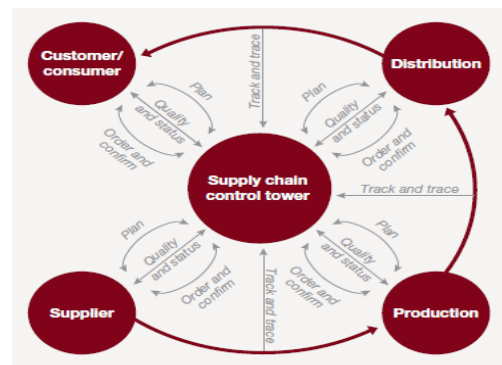 Customer/
consumer
Distribution
Track and trace
Plan
Quality
and status
Order and
confirm
Plan
Quality
and status
Order and
confirm
Supply chain
control tower
Track and trace
Plan
Quality
and status
Order and
confirm
Plan
Quality
and status
Order and
confirm
Track and trace
Supplier
Production